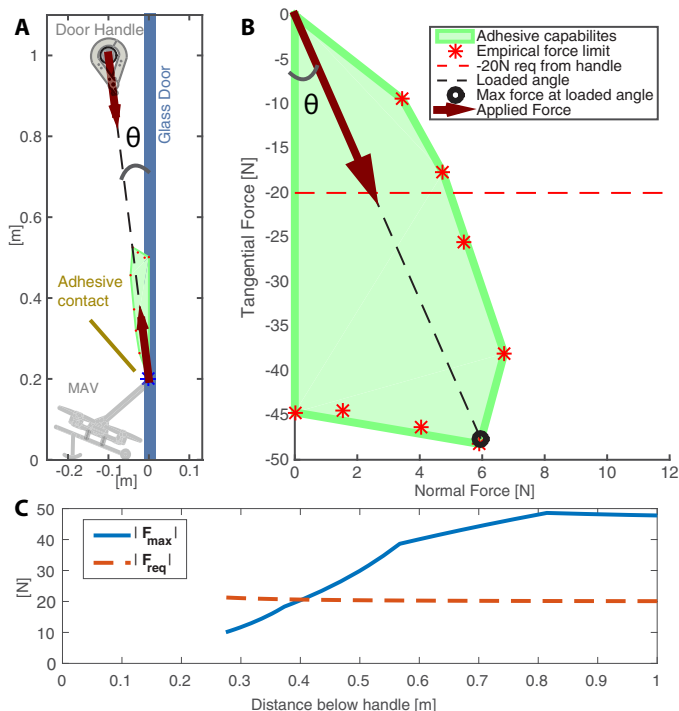 A
Door Handle
1
0.8
0.6
0.4
0.2
0
[m]
θ
Glass Door
Adhesive
contact
MAV
-0.2
-0.1
0
0.1
[m]
B
Adhesive capabilites
Empirical force limit
-20N req from handle
Loaded angle
Max force at loaded angle
Applied Force
θ
0
-5
-10
-15
-20
-25
-30
-35
-40
-45
-50
Tangential Force [N]
0
2
4
6
8
10
12
Normal Force [N]
C
|F_max|
|F_req|
50
40
30
20
10
0
[N]
0
0.1
0.2
0.3
0.4
0.5
0.6
0.7
0.8
0.9
1
Distance below handle [m]